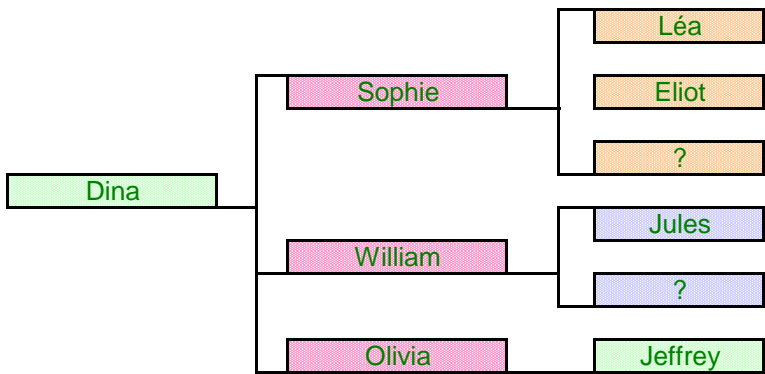 Léa
Sophie
Eliot
?
Dina
Jules
William
?
Olivia
Jeffrey